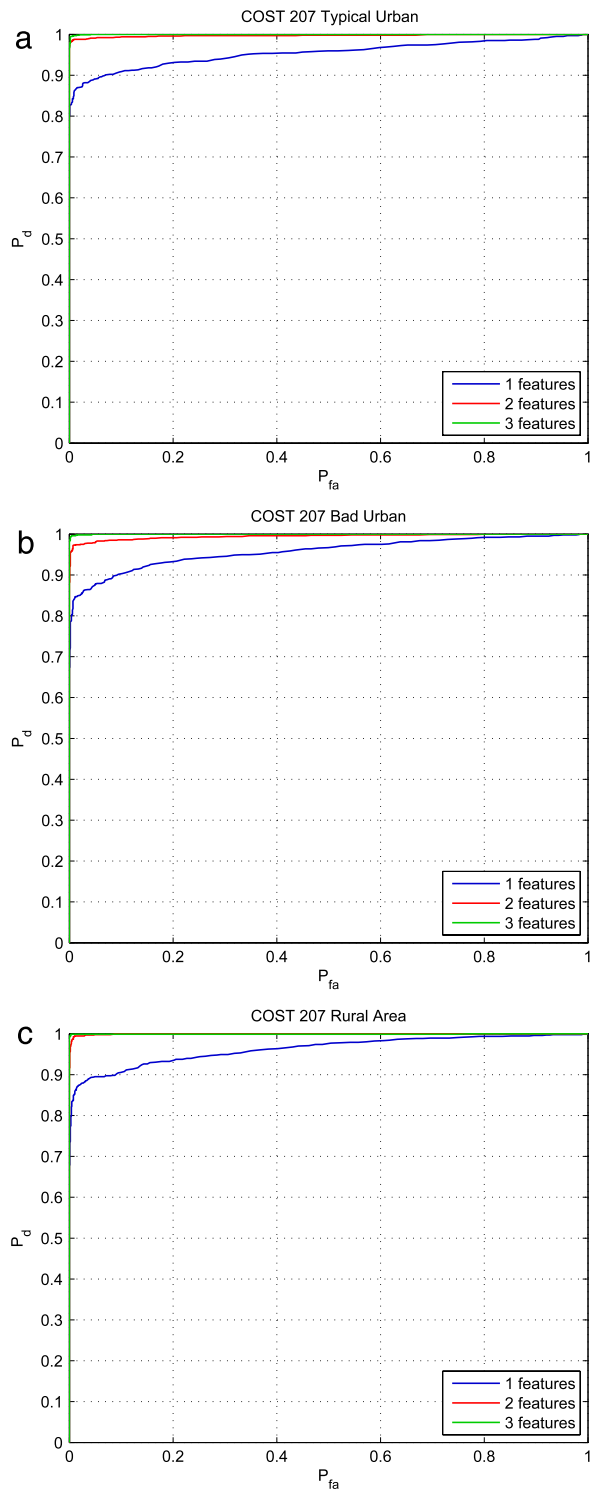 a
COST 207 Typical Urban
1
0.9
0.8
0.7
0.6
0.5
0.4
0.3
0.2
0.1
0
P_d
1 features
2 features
3 features
0 0.2 0.4 0.6 0.8 1
P_fa
b
COST 207 Bad Urban
1
0.9
0.8
0.7
0.6
0.5
0.4
0.3
0.2
0.1
0
P_d
1 features
2 features
3 features
0 0.2 0.4 0.6 0.8 1
P_fa
c
COST 207 Rural Area
1
0.9
0.8
0.7
0.6
0.5
0.4
0.3
0.2
0.1
0
P_d
1 features
2 features
3 features
0 0.2 0.4 0.6 0.8 1
P_fa